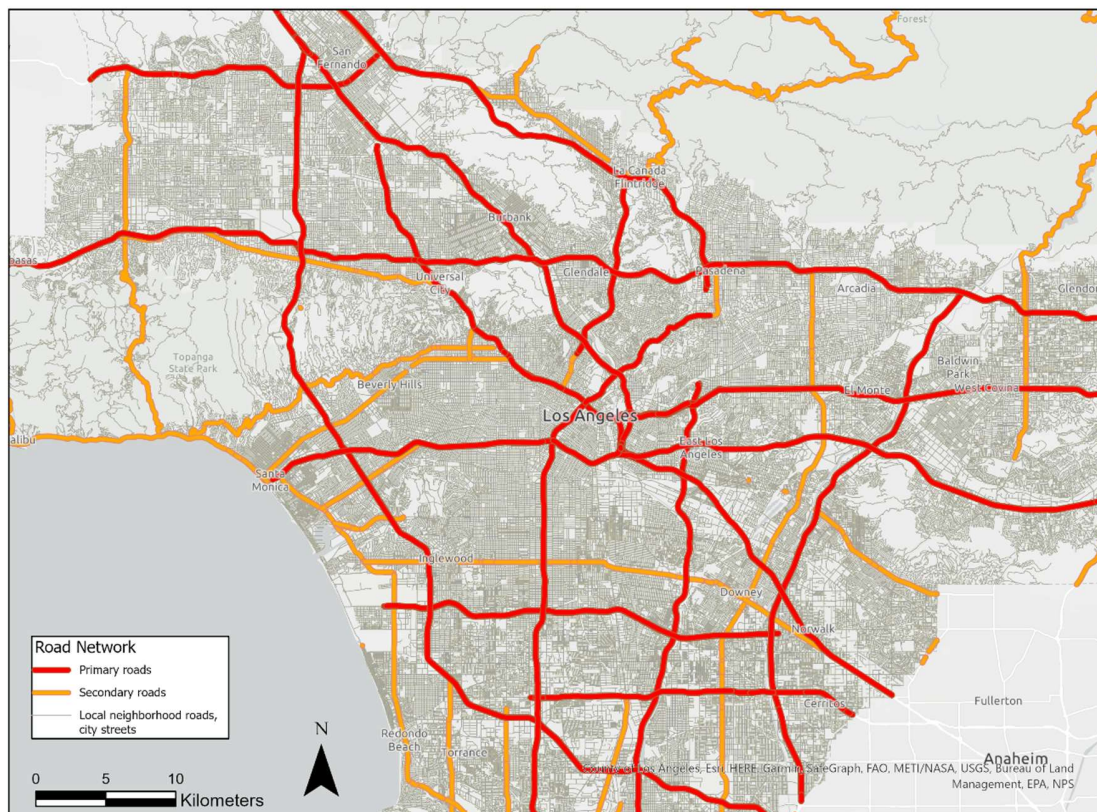 Forest
San
Fernando
La Canada
Flintridge
Burbank
basas
Universal
City
Glendale
Pasadena
Arcadia
Glendor
Topanga
State Park
Beverly Hills
Baldwin
Park
El Monte
West Covina
Los Angeles
alibu
East Los
Angeles
Santa
Monica
Inglewood
Downey
Norwalk
Road Network
Primary roads
Secondary roads
Local neighborhood roads,
city streets
Cerritos
Fullerton
Redondo
Beach
Torrance
N
Anaheim
County of Los Angeles, Esri, HERE, Garmin, SafeGraph, FAO, METI/NASA, USGS, Bureau of Land
Management, EPA, NPS
0 5 10
Kilometers